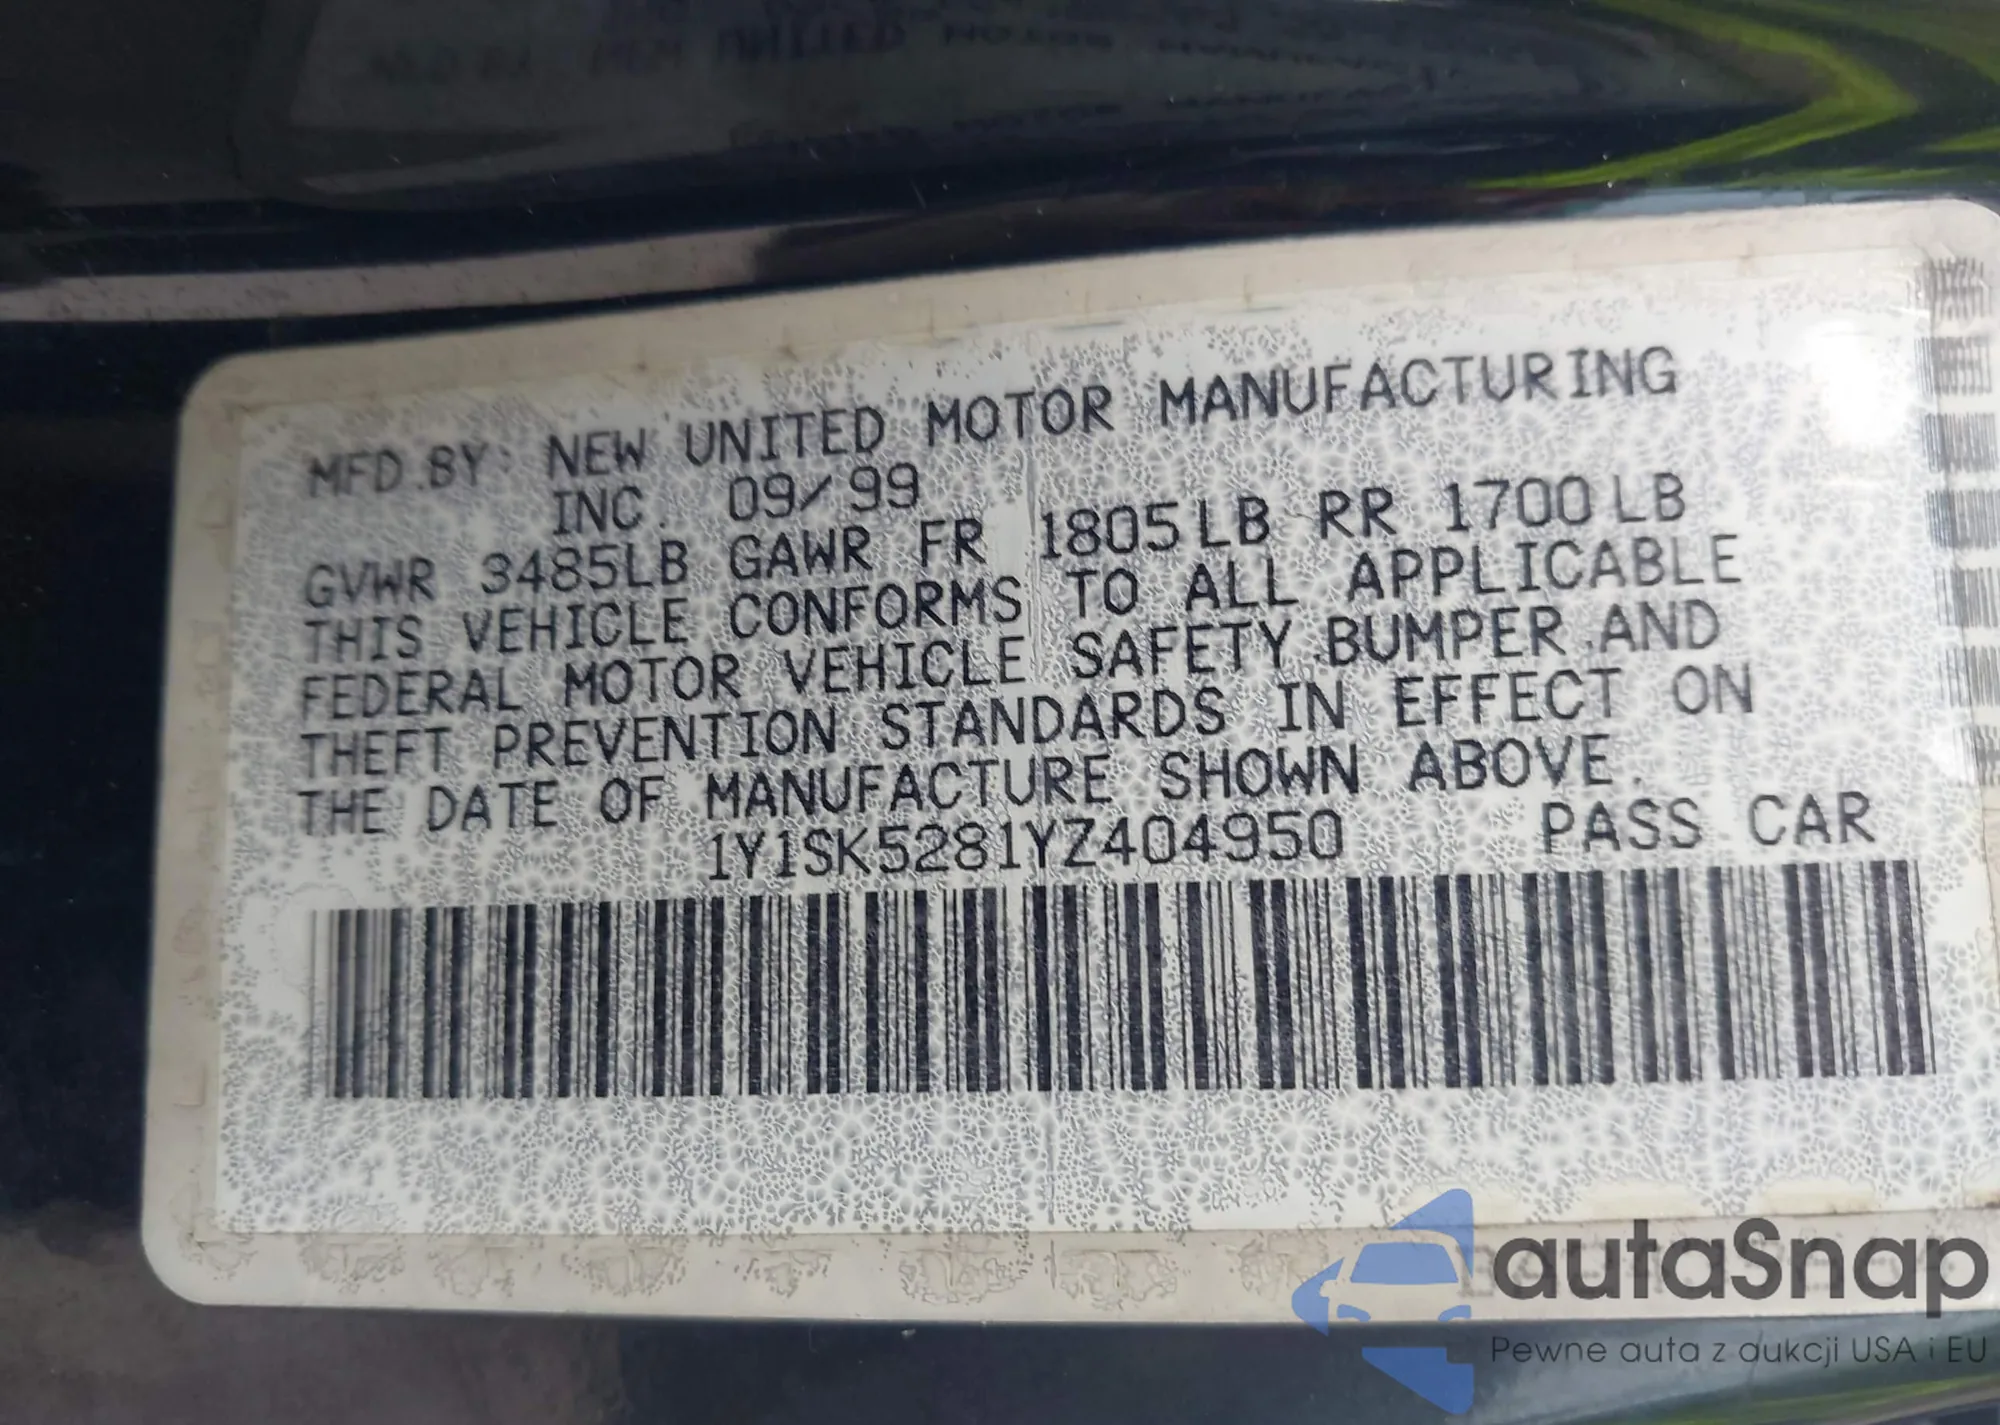 MFD.BY: NEW UNITED MOTOR MANUFACTURING
INC. 09/99
GVWR 3485LB GAWR FR 1805LB RR 1700LB
THIS VEHICLE CONFORMS TO ALL APPLICABLE
FEDERAL MOTOR VEHICLE SAFETY.BUMPER.AND
THEFT PREVENTION STANDARDS IN EFFECT ON
THE DATE OF MANUFACTURE SHOWN ABOVE.
1Y1SK5281YZ404950 PASS CAR
autaSnap
Pewne auta z aukcji USA i EU